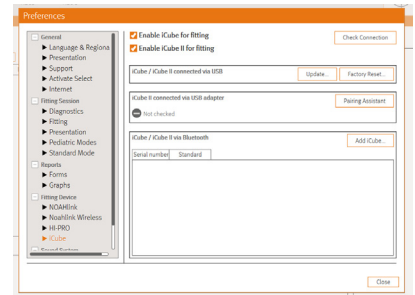 Preferences
General
Language & Regiona
Presentation
Support
Activate Select
Internet
Fitting Session
Diagnostics
Fitting
Presentation
Pediatric Modes
Standard Mode
Reports
Forms
Graphs
Fitting Device
NOAHlink
Noahlink Wireless
HI-PRO
iCube
Sound System
Enable iCube for fitting
Enable iCube II for fitting
Check Connection
iCube / iCube II connected via USB
Update...
Factory Reset...
iCube II connected via USB adapter
Not checked
Pairing Assistant
iCube / iCube II via Bluetooth
Add iCube...
Serial number Standard
Close